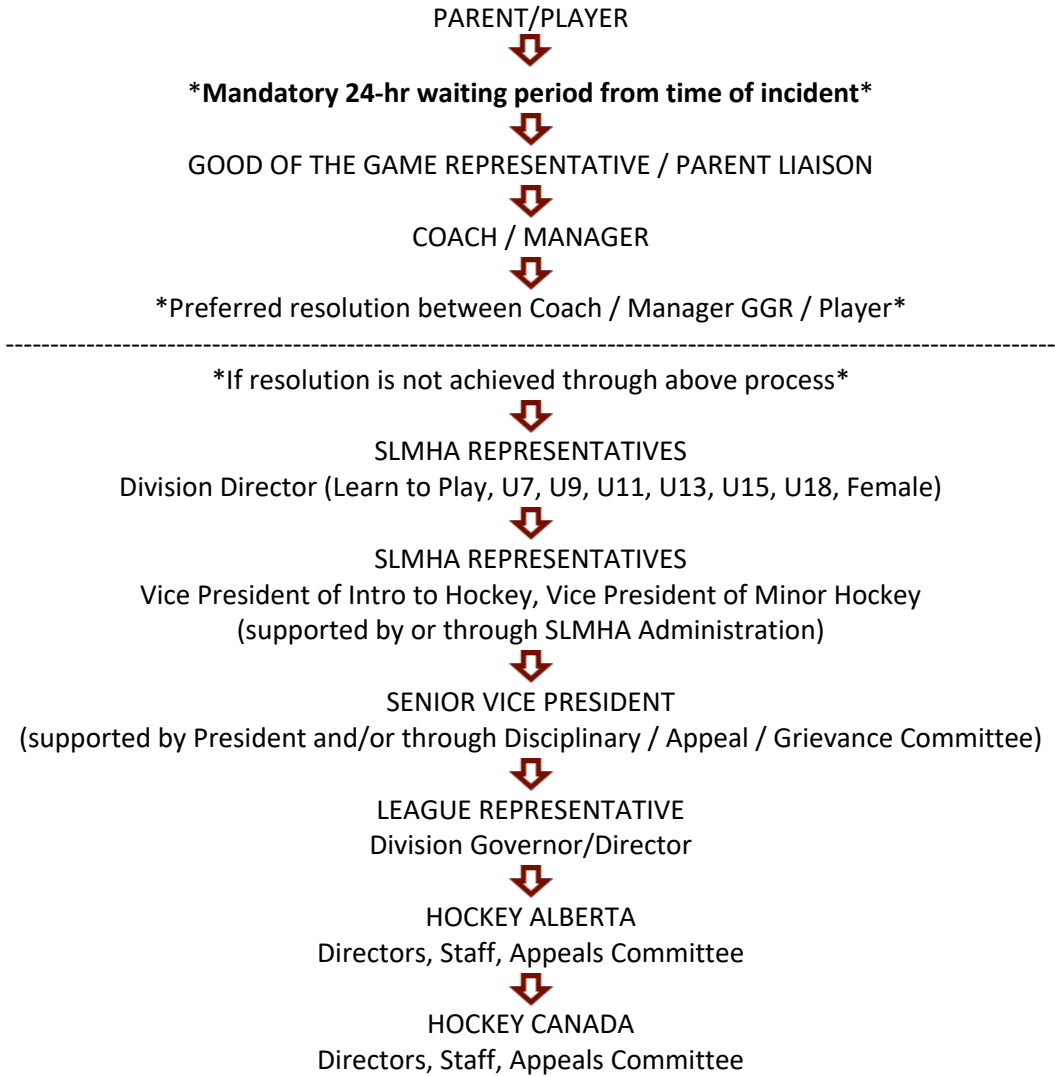 PARENT/PLAYER
*Mandatory 24-hr waiting period from time of incident*
GOOD OF THE GAME REPRESENTATIVE / PARENT LIAISON
COACH / MANAGER
*Preferred resolution between Coach / Manager GGR / Player*
---------------------------------------------------------------------------------------------------------------------
*If resolution is not achieved through above process*
SLMHA REPRESENTATIVES
Division Director (Learn to Play, U7, U9, U11, U13, U15, U18, Female)
SLMHA REPRESENTATIVES
Vice President of Intro to Hockey, Vice President of Minor Hockey
(supported by or through SLMHA Administration)
SENIOR VICE PRESIDENT
(supported by President and/or through Disciplinary / Appeal / Grievance Committee)
LEAGUE REPRESENTATIVE
Division Governor/Director
HOCKEY ALBERTA
Directors, Staff, Appeals Committee
HOCKEY CANADA
Directors, Staff, Appeals Committee